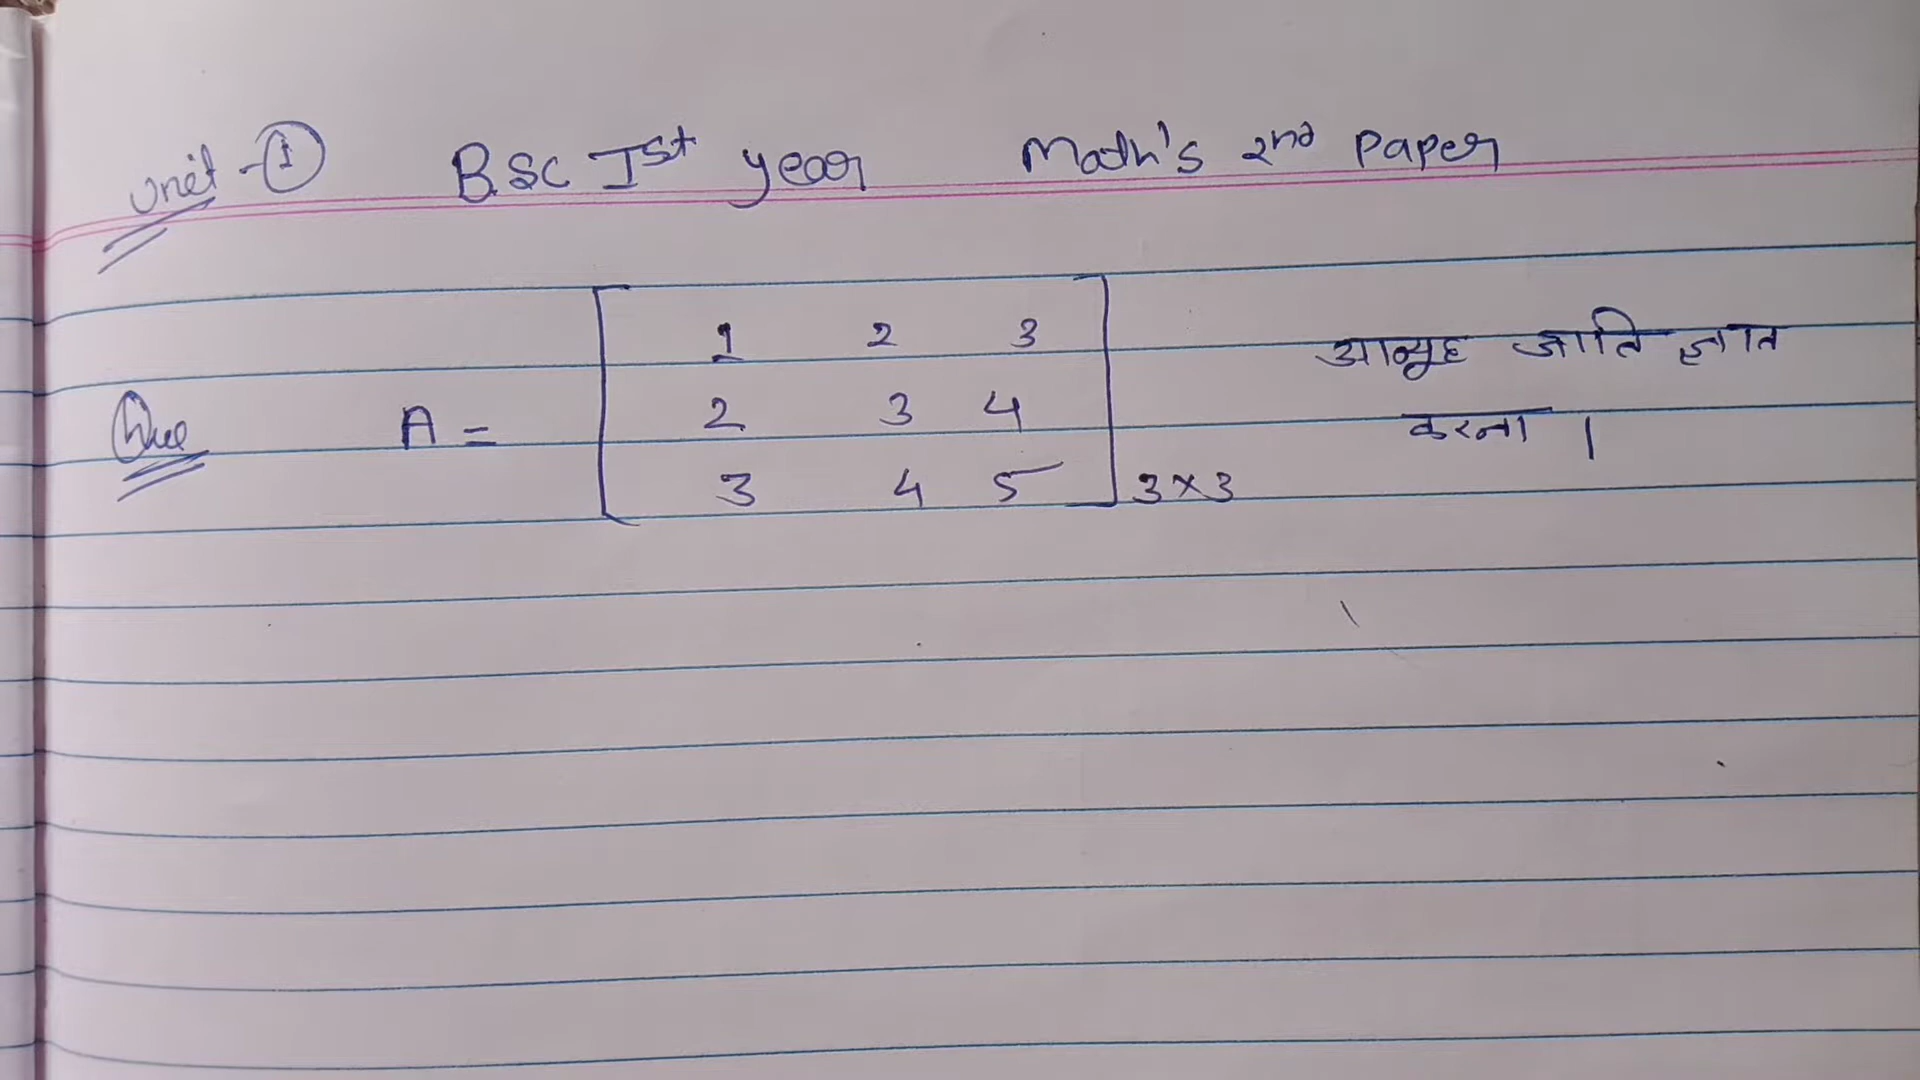 Unit - 1 BSC Ist year Math's 2nd Paper
1 2 3 आव्यूह जाति ज्ञात
Que A = 2 3 4 करना |
3 4 5 3×3